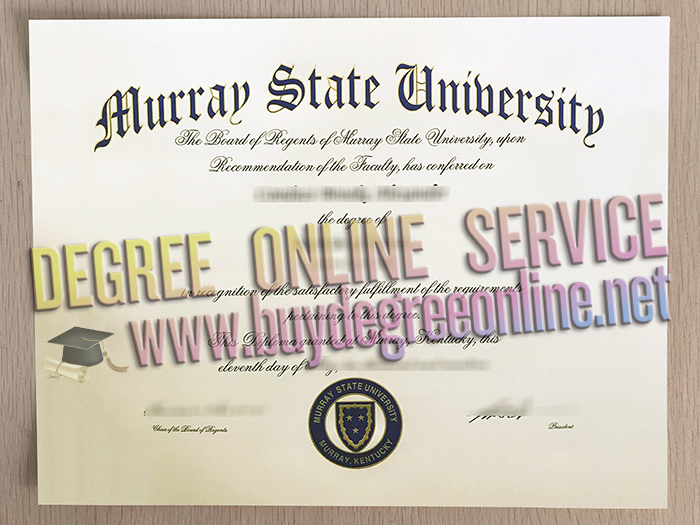 Murray State University
The Board of Regents of Murray State University, upon
Recommendation of the Faculty, has conferred on
the degree of
DEGREE ONLINE SERVICE
in recognition of the satisfactory fulfillment of the requirements
www.buydegreeonline.net
pertaining to this degree.
This Diploma granted at Murray, Kentucky, this
eleventh day of
MURRAY STATE UNIVERSITY
MURRAY, KENTUCKY
Chair of the Board of Regents
President